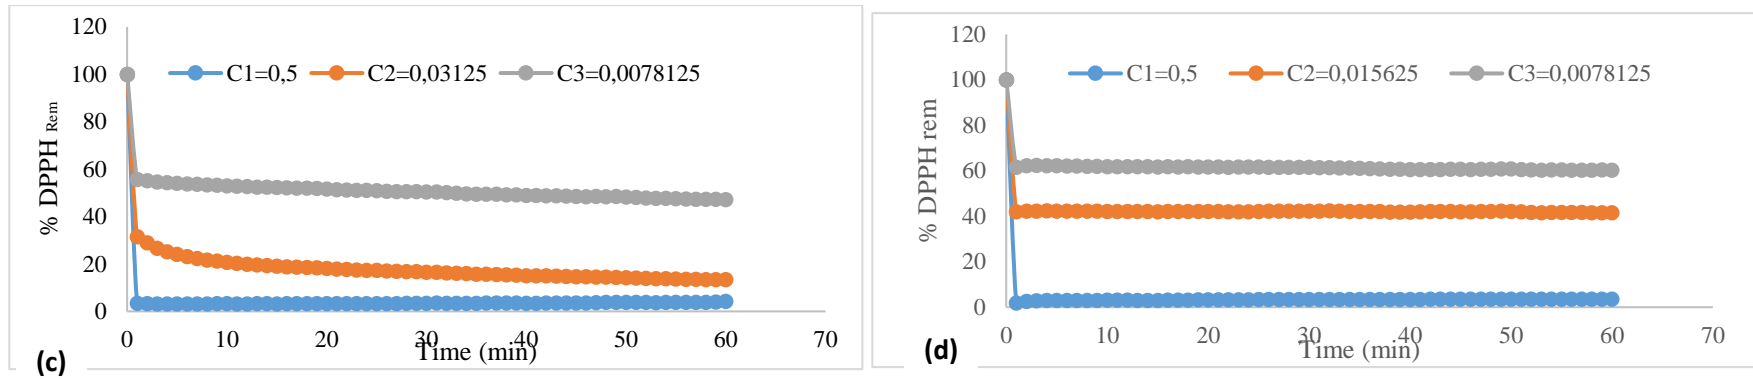 120
100
80
60
40
20
0
% DPPH Rem
C1=0,5 C2=0,03125 C3=0,0078125
0 10 20 30 40 50 60 70
Time (min)
(c)
120
100
80
60
40
20
0
% DPPH rem
C1=0,5 C2=0,015625 C3=0,0078125
0 10 20 30 40 50 60 70
Time (min)
(d)